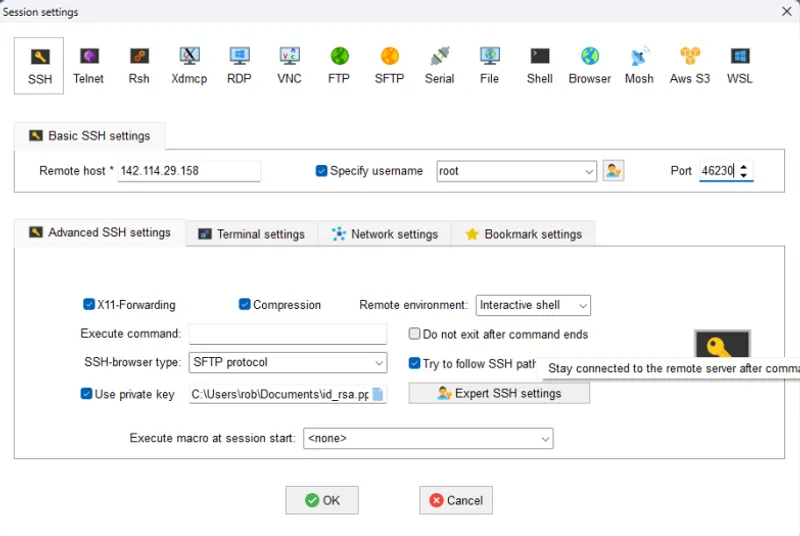 Session settings
SSH Telnet Rsh Xdmcp RDP VNC FTP SFTP Serial File Shell Browser Mosh Aws S3 WSL
Basic SSH settings
Remote host * 142.114.29.158 Specify username root Port 46230
Advanced SSH settings Terminal settings Network settings Bookmark settings
X11-Forwarding Compression Remote environment: Interactive shell
Execute command: Do not exit after command ends
SSH-browser type: SFTP protocol Try to follow SSH path
Stay connected to the remote server after comma
Use private key C:\Users\rob\Documents\id_rsa.pp Expert SSH settings
Execute macro at session start: <none>
OK Cancel